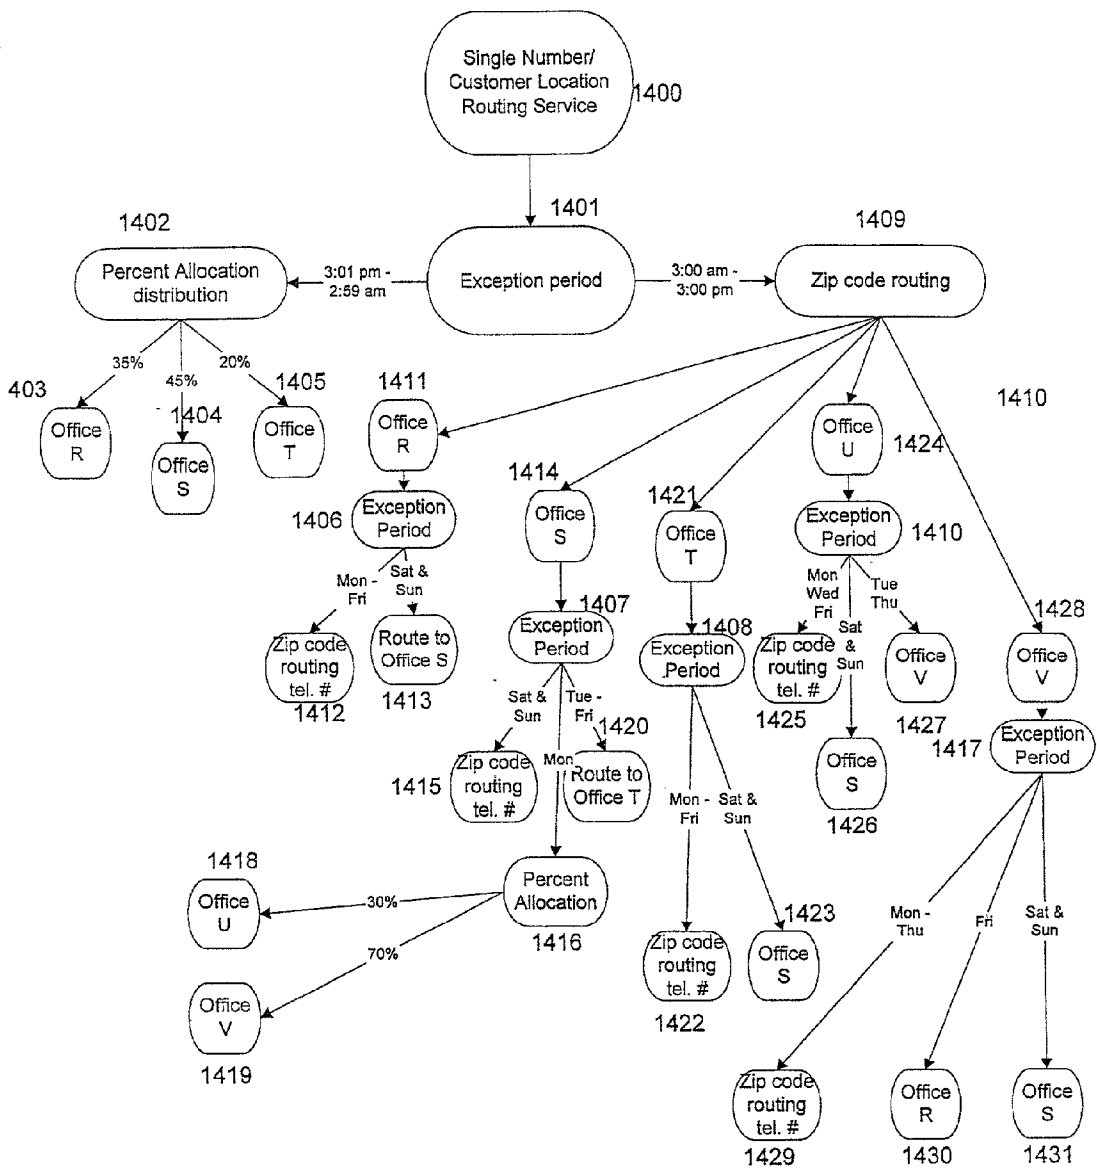 Single Number/
Customer Location
Routing Service
1400
1401
1402
1409
Percent Allocation
distribution
3:01 pm -
2:59 am
Exception period
3:00 am -
3:00 pm
Zip code routing
35%
45%
20%
403
1404
1405
1411
1410
Office
R
Office
S
Office
T
Office
R
Office
U
1424
1414
1421
1406
Exception
Period
Office
S
Office
T
Exception
Period
1410
Mon -
Fri
Sat &
Sun
Mon
Wed
Fri
Tue
Thu
Sat
&
Sun
1407
1408
1428
Zip code
routing
tel. #
1412
Route to
Office S
1413
Exception
Period
Exception
.Period
Zip code
routing
tel. #
1425
Office
V
1427
Office
V
Sat &
Sun
Tue -
Fri
Mon
1420
1417
Exception
Period
1415
Zip code
routing
tel. #
Route to
Office T
Office
S
1426
Mon -
Fri
Sat &
Sun
1418
Office
U
30%
70%
Percent
Allocation
1416
1423
Mon -
Thu
Fri
Sat &
Sun
Zip code
routing
tel. #
1422
Office
S
Office
V
1419
Zip code
routing
tel. #
1429
Office
R
1430
Office
S
1431